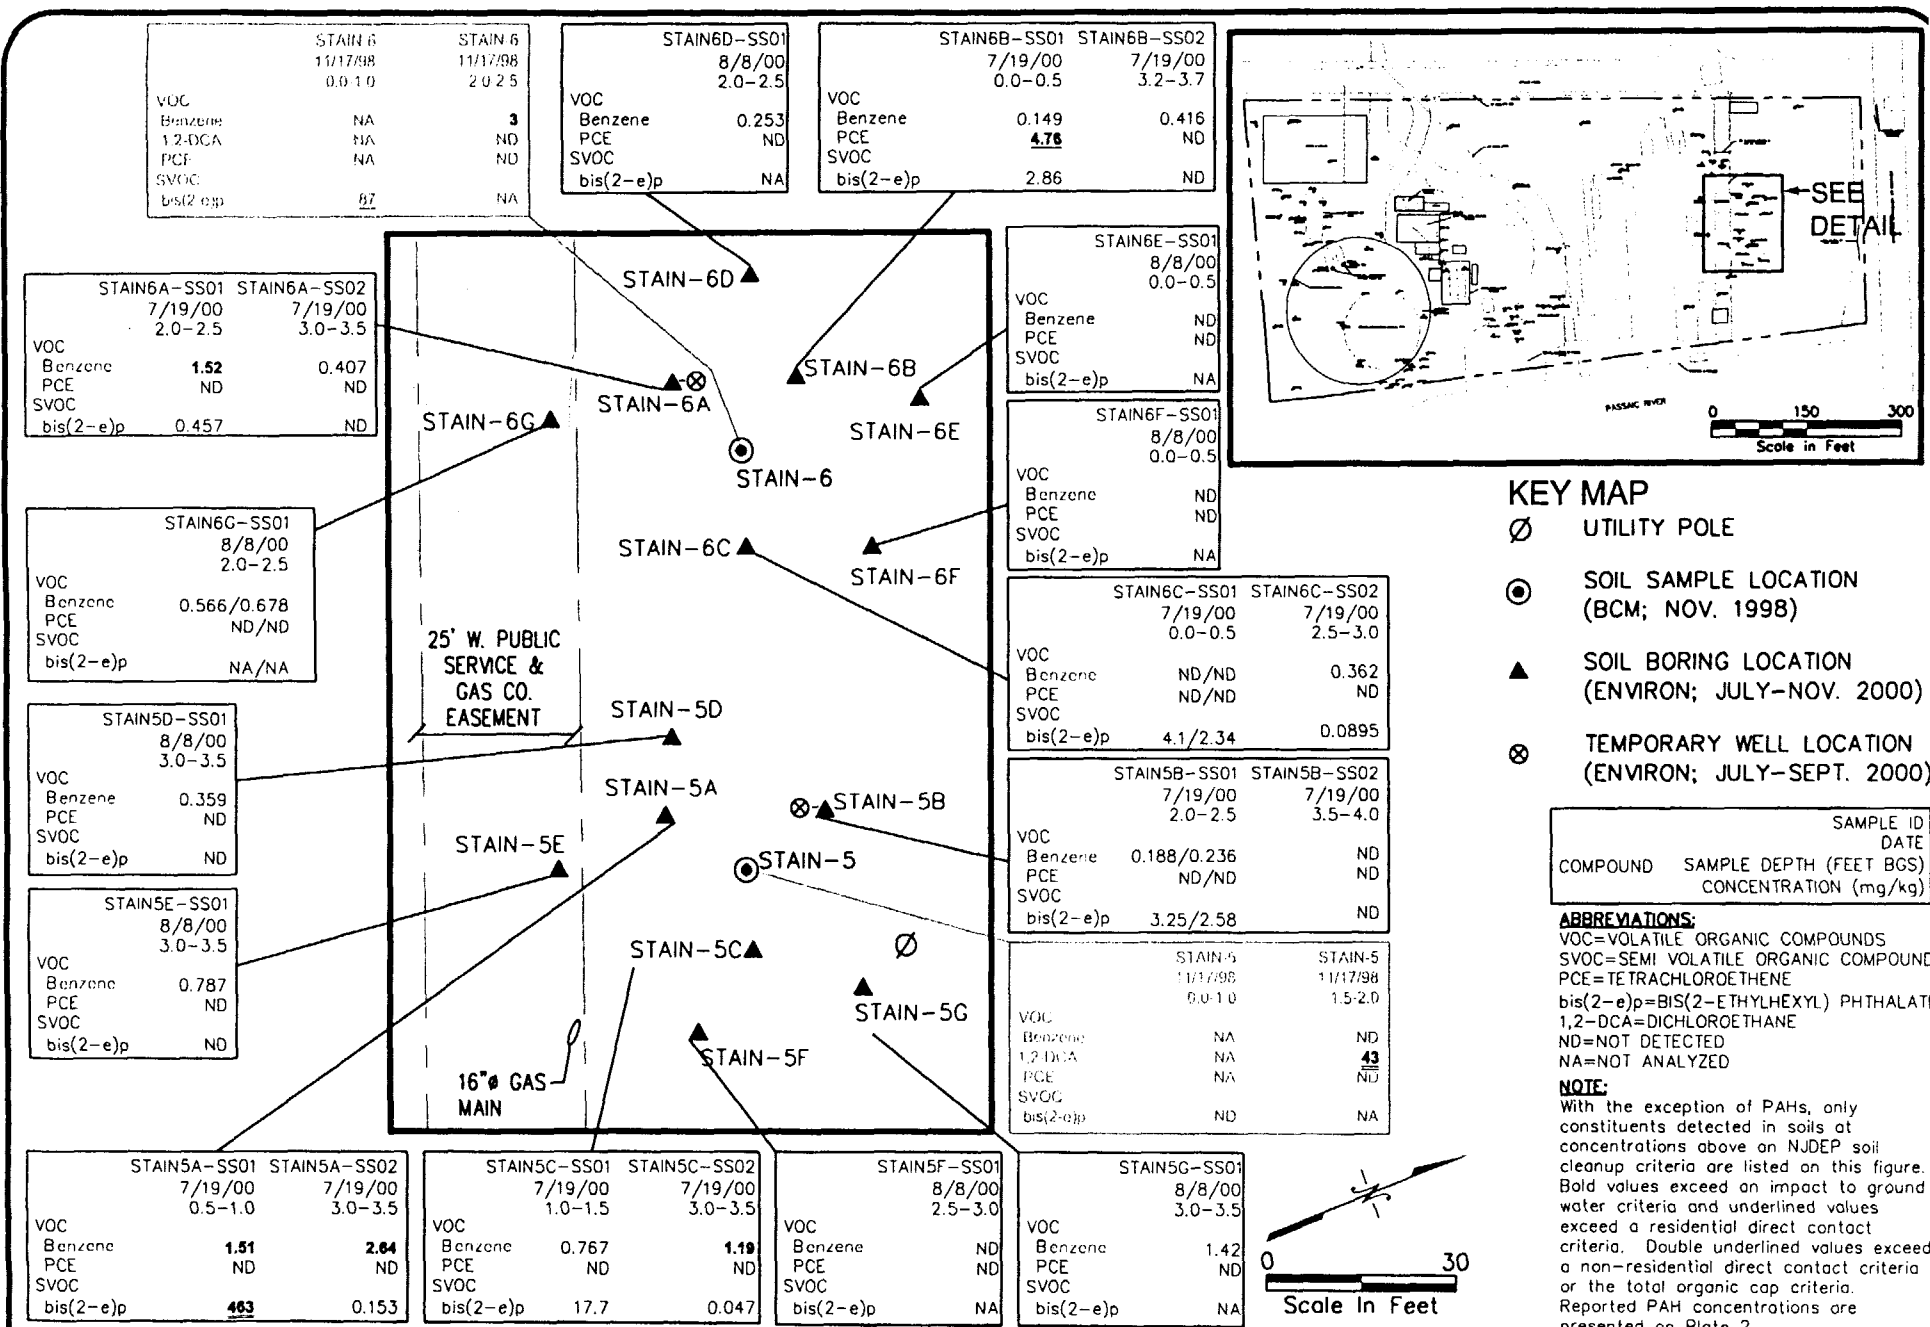 STAIN 6 STAIN 6
11/17/98 11/17/98
0.0-1.0 2.0-2.5
VOC
Benzene NA 3
1,2-DCA NA ND
PCE NA ND
SVOC
bis(2-e)p 87 NA
STAIN6D-SS01
8/8/00
2.0-2.5
VOC
Benzene 0.253
PCE ND
SVOC
bis(2-e)p NA
STAIN6B-SS01 STAIN6B-SS02
7/19/00 7/19/00
0.0-0.5 3.2-3.7
VOC
Benzene 0.149 0.416
PCE 4.76 ND
SVOC
bis(2-e)p 2.86 ND
SEE
DETAIL
PASSAIC RIVER
0 150 300
Scale in Feet
STAIN6A-SS01 STAIN6A-SS02
7/19/00 7/19/00
2.0-2.5 3.0-3.5
VOC
Benzene 1.52 0.407
PCE ND ND
SVOC
bis(2-e)p 0.457 ND
STAIN6E-SS01
8/8/00
0.0-0.5
VOC
Benzene ND
PCE ND
SVOC
bis(2-e)p NA
STAIN6F-SS01
8/8/00
0.0-0.5
VOC
Benzene ND
PCE ND
SVOC
bis(2-e)p NA
STAIN6G-SS01
8/8/00
2.0-2.5
VOC
Benzene 0.566/0.678
PCE ND/ND
SVOC
bis(2-e)p NA/NA
STAIN6C-SS01 STAIN6C-SS02
7/19/00 7/19/00
0.0-0.5 2.5-3.0
VOC
Benzene ND/ND 0.362
PCE ND/ND ND
SVOC
bis(2-e)p 4.1/2.34 0.0895
STAIN5D-SS01
8/8/00
3.0-3.5
VOC
Benzene 0.359
PCE ND
SVOC
bis(2-e)p ND
STAIN5B-SS01 STAIN5B-SS02
7/19/00 7/19/00
2.0-2.5 3.5-4.0
VOC
Benzene 0.188/0.236 ND
PCE ND/ND ND
SVOC
bis(2-e)p 3.25/2.58 ND
STAIN5E-SS01
8/8/00
3.0-3.5
VOC
Benzene 0.787
PCE ND
SVOC
bis(2-e)p ND
STAIN-5 STAIN-5
11/17/98 11/17/98
0.0-1.0 1.5-2.0
VOC
Benzene NA ND
1,2-DCA NA 43
PCE NA ND
SVOC
bis(2-e)p ND NA
STAIN-6D
STAIN-6B
STAIN-6A
STAIN-6G
STAIN-6E
STAIN-6
STAIN-6C
STAIN-6F
25' W. PUBLIC
SERVICE &
GAS CO.
EASEMENT
STAIN-5D
STAIN-5A
STAIN-5B
STAIN-5E
STAIN-5
STAIN-5C
STAIN-5G
STAIN-5F
16"ø GAS
MAIN
STAIN5A-SS01 STAIN5A-SS02
7/19/00 7/19/00
0.5-1.0 3.0-3.5
VOC
Benzene 1.51 2.64
PCE ND ND
SVOC
bis(2-e)p 463 0.153
STAIN5C-SS01 STAIN5C-SS02
7/19/00 7/19/00
1.0-1.5 3.0-3.5
VOC
Benzene 0.767 1.19
PCE ND ND
SVOC
bis(2-e)p 17.7 0.047
STAIN5F-SS01
8/8/00
2.5-3.0
VOC
Benzene ND
PCE ND
SVOC
bis(2-e)p NA
STAIN5G-SS01
8/8/00
3.0-3.5
VOC
Benzene 1.42
PCE ND
SVOC
bis(2-e)p NA
N
0 30
Scale In Feet
KEY MAP
UTILITY POLE
SOIL SAMPLE LOCATION
(BCM; NOV. 1998)
SOIL BORING LOCATION
(ENVIRON; JULY-NOV. 2000)
TEMPORARY WELL LOCATION
(ENVIRON; JULY-SEPT. 2000)
SAMPLE ID
DATE
COMPOUND SAMPLE DEPTH (FEET BGS)
CONCENTRATION (mg/kg)
ABBREVIATIONS:
VOC=VOLATILE ORGANIC COMPOUNDS
SVOC=SEMI VOLATILE ORGANIC COMPOUND
PCE=TETRACHLOROETHENE
bis(2-e)p=BIS(2-ETHYLHEXYL) PHTHALAT
1,2-DCA=DICHLOROETHANE
ND=NOT DETECTED
NA=NOT ANALYZED
NOTE:
With the exception of PAHs, only
constituents detected in soils at
concentrations above an NJDEP soil
cleanup criteria are listed on this figure.
Bold values exceed an impact to ground
water criteria and underlined values
exceed a residential direct contact
criteria. Double underlined values exceed
a non-residential direct contact criteria
or the total organic cap criteria.
Reported PAH concentrations are
presented on Plate 2